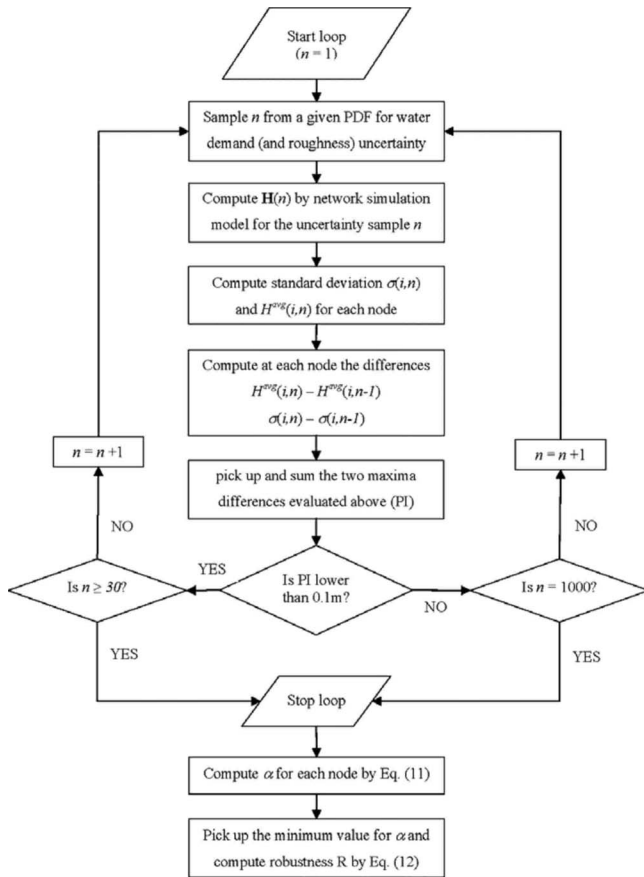 Start loop
(n = 1)
Sample n from a given PDF for water
demand (and roughness) uncertainty
Compute H(n) by network simulation
model for the uncertainty sample n
Compute standard deviation σ(i,n)
and H^avg(i,n) for each node
Compute at each node the differences
H^avg(i,n) – H^avg(i,n-1)
σ(i,n) – σ(i,n-1)
n = n +1
n = n +1
pick up and sum the two maxima
differences evaluated above (PI)
NO
NO
Is n ≥ 30?
YES
Is PI lower
than 0.1m?
NO
Is n = 1000?
YES
YES
Stop loop
Compute α for each node by Eq. (11)
Pick up the minimum value for α and
compute robustness R by Eq. (12)